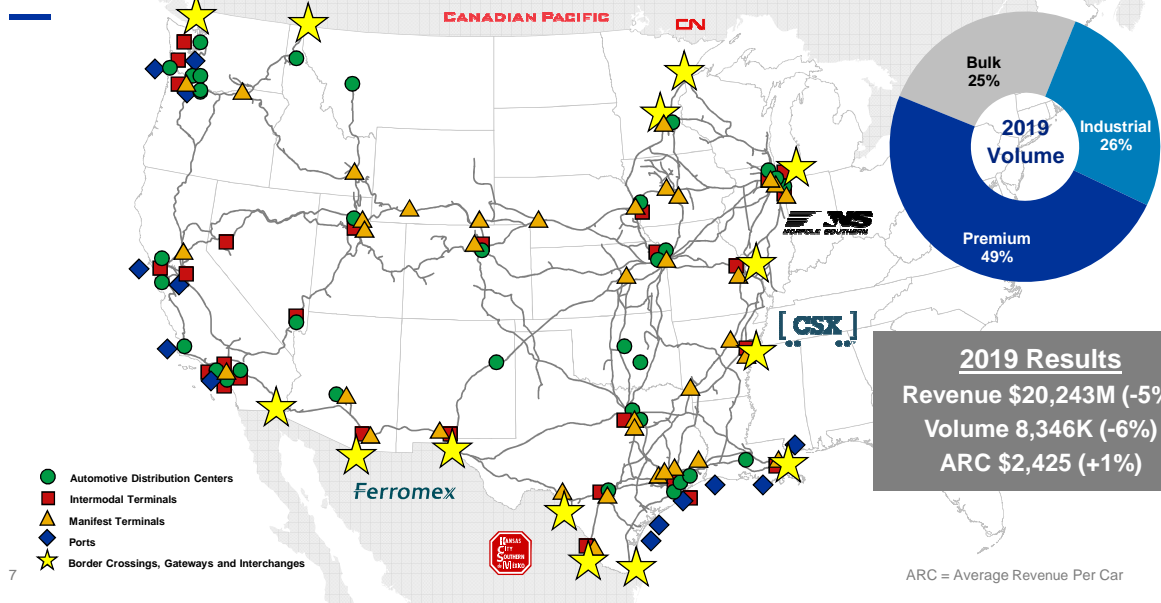 CANADIAN PACIFIC
CN
Bulk
25%
Industrial
26%
2019
Volume
Premium
49%
NS
NORFOLK SOUTHERN
[CSX]
2019 Results
Revenue $20,243M (-5%
Volume 8,346K (-6%)
ARC $2,425 (+1%)
Automotive Distribution Centers
Intermodal Terminals
Manifest Terminals
Ports
Border Crossings, Gateways and Interchanges
Ferromex
KANSAS
CITY
SOUTHERN
DE MEXICO
7
ARC = Average Revenue Per Car